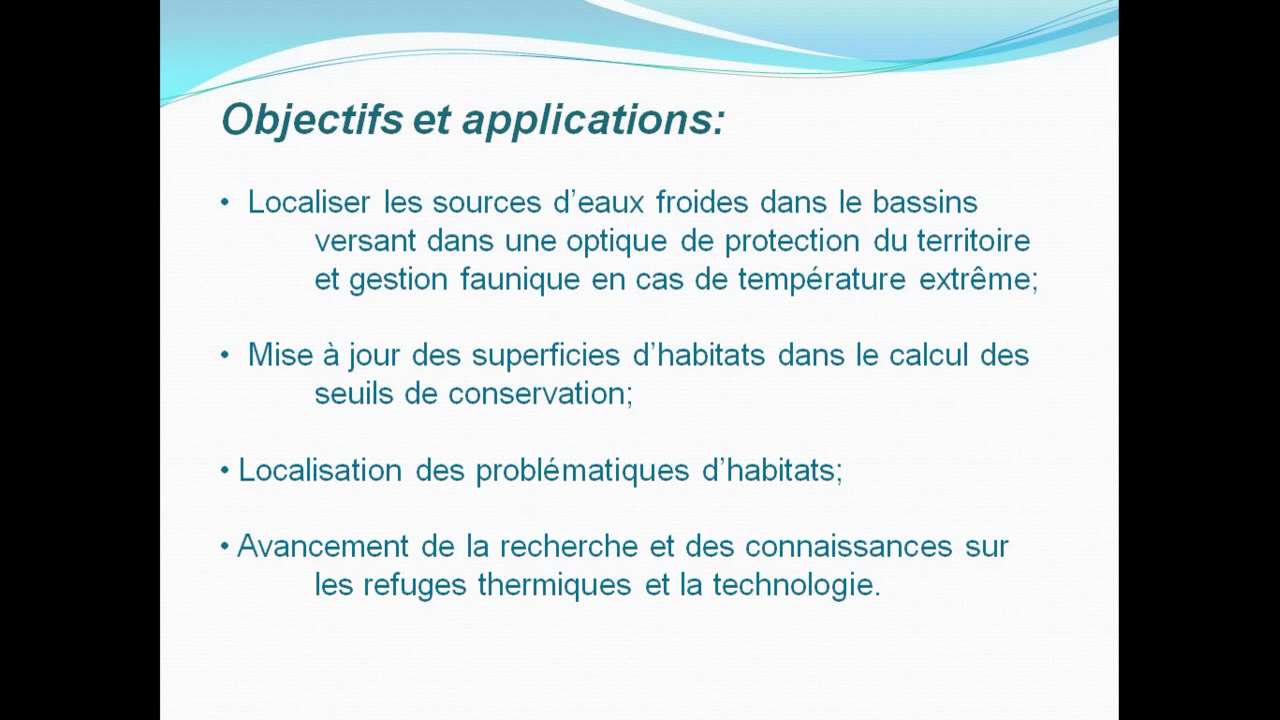 Objectifs et applications:
• Localiser les sources d’eaux froides dans le bassins
versant dans une optique de protection du territoire
et gestion faunique en cas de température extrême;
• Mise à jour des superficies d’habitats dans le calcul des
seuils de conservation;
• Localisation des problématiques d’habitats;
• Avancement de la recherche et des connaissances sur
les refuges thermiques et la technologie.